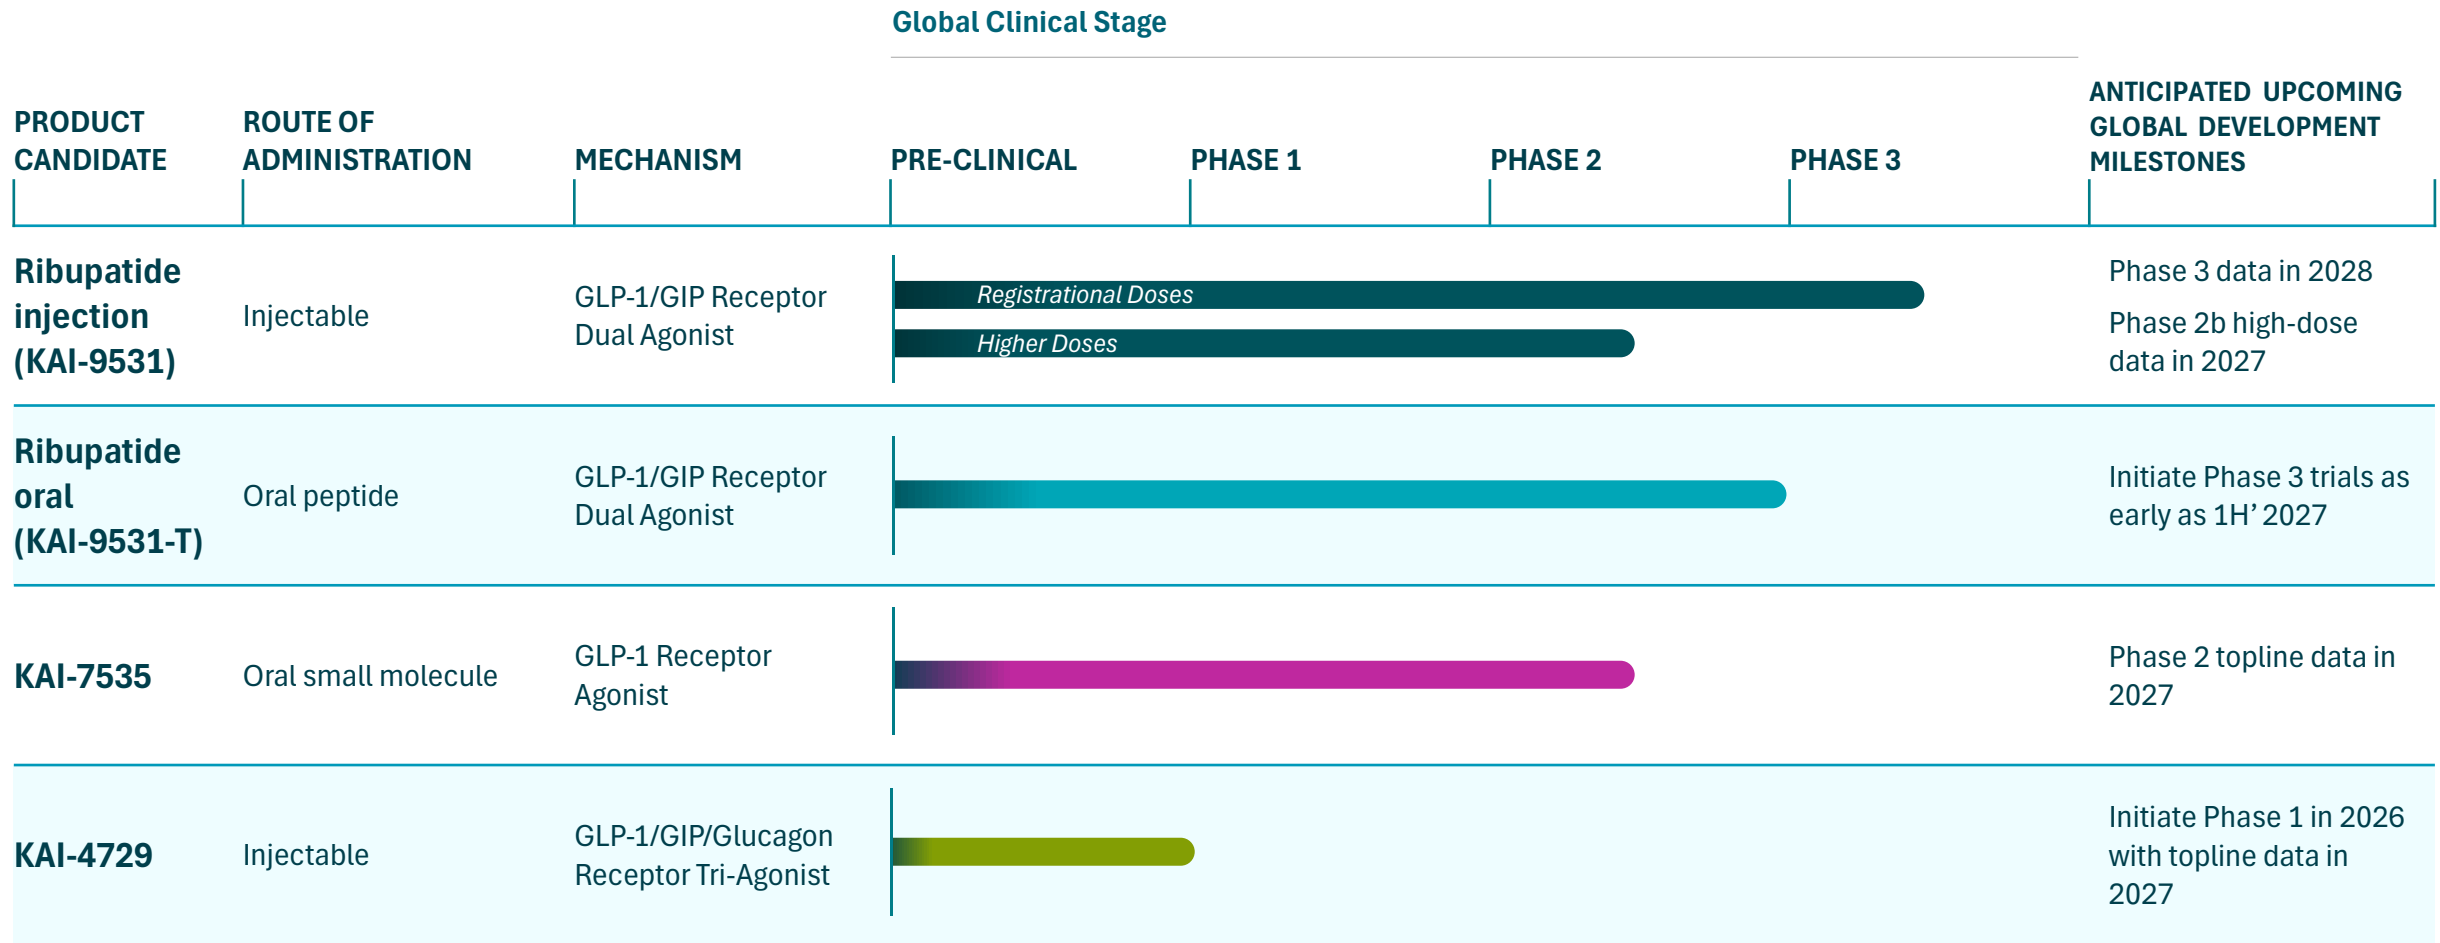 Global Clinical Stage
PRODUCT
CANDIDATE
ROUTE OF
ADMINISTRATION
MECHANISM
PRE-CLINICAL
PHASE 1
PHASE 2
PHASE 3
ANTICIPATED UPCOMING
GLOBAL DEVELOPMENT
MILESTONES
Ribupatide
injection
(KAI-9531)
Injectable
GLP-1/GIP Receptor
Dual Agonist
Registrational Doses
Higher Doses
Phase 3 data in 2028
Phase 2b high-dose
data in 2027
Ribupatide
oral
(KAI-9531-T)
Oral peptide
GLP-1/GIP Receptor
Dual Agonist
Initiate Phase 3 trials as
early as 1H’ 2027
KAI-7535
Oral small molecule
GLP-1 Receptor
Agonist
Phase 2 topline data in
2027
KAI-4729
Injectable
GLP-1/GIP/Glucagon
Receptor Tri-Agonist
Initiate Phase 1 in 2026
with topline data in
2027